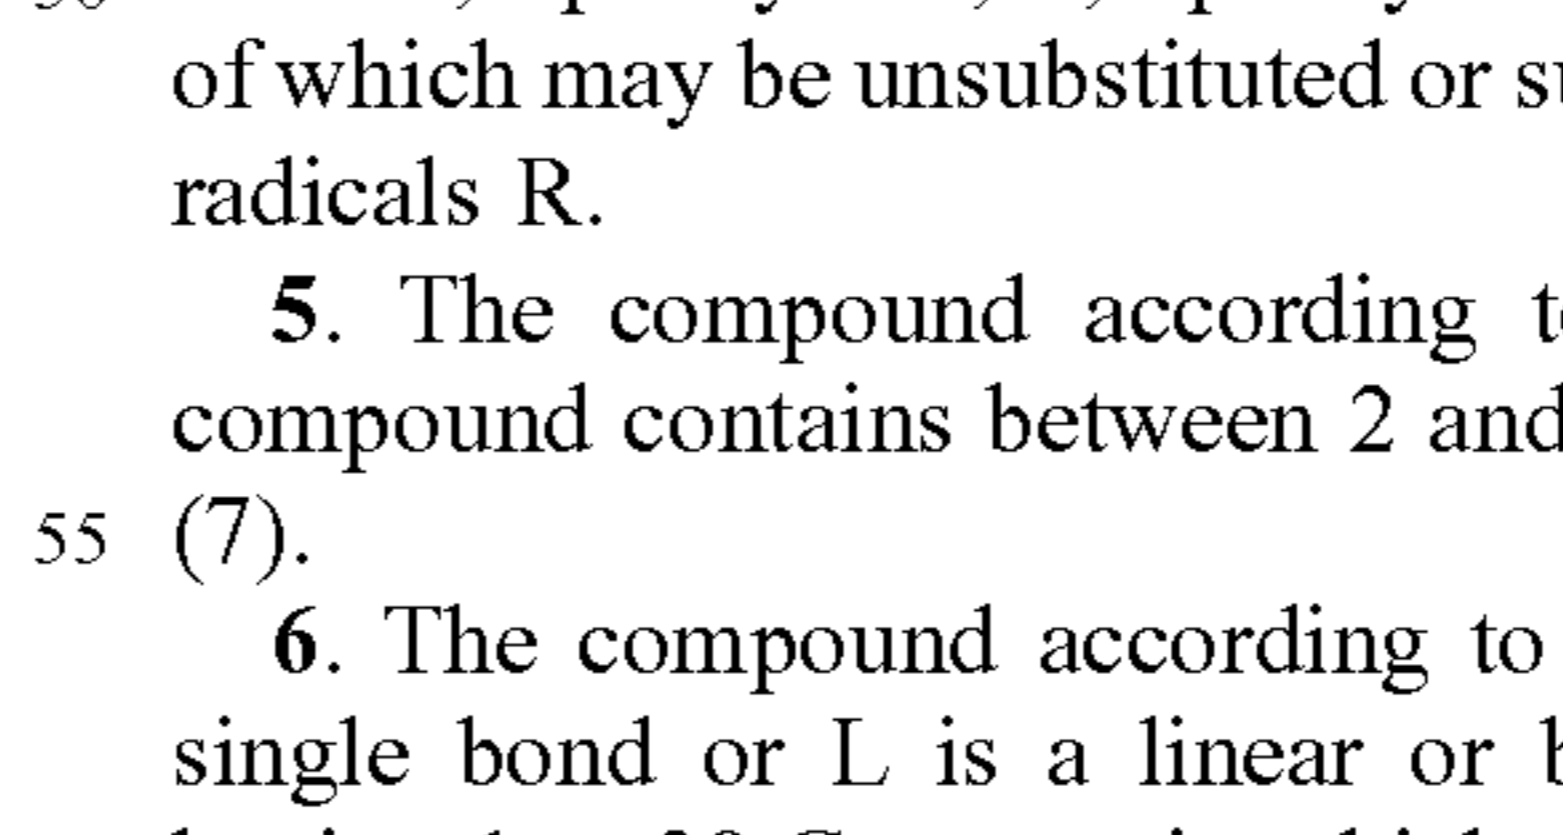 of which may be unsubstituted or
radicals R.
5. The compound according
compound contains between 2 and
55 (7).
6. The compound according to
single bond or L is a linear or